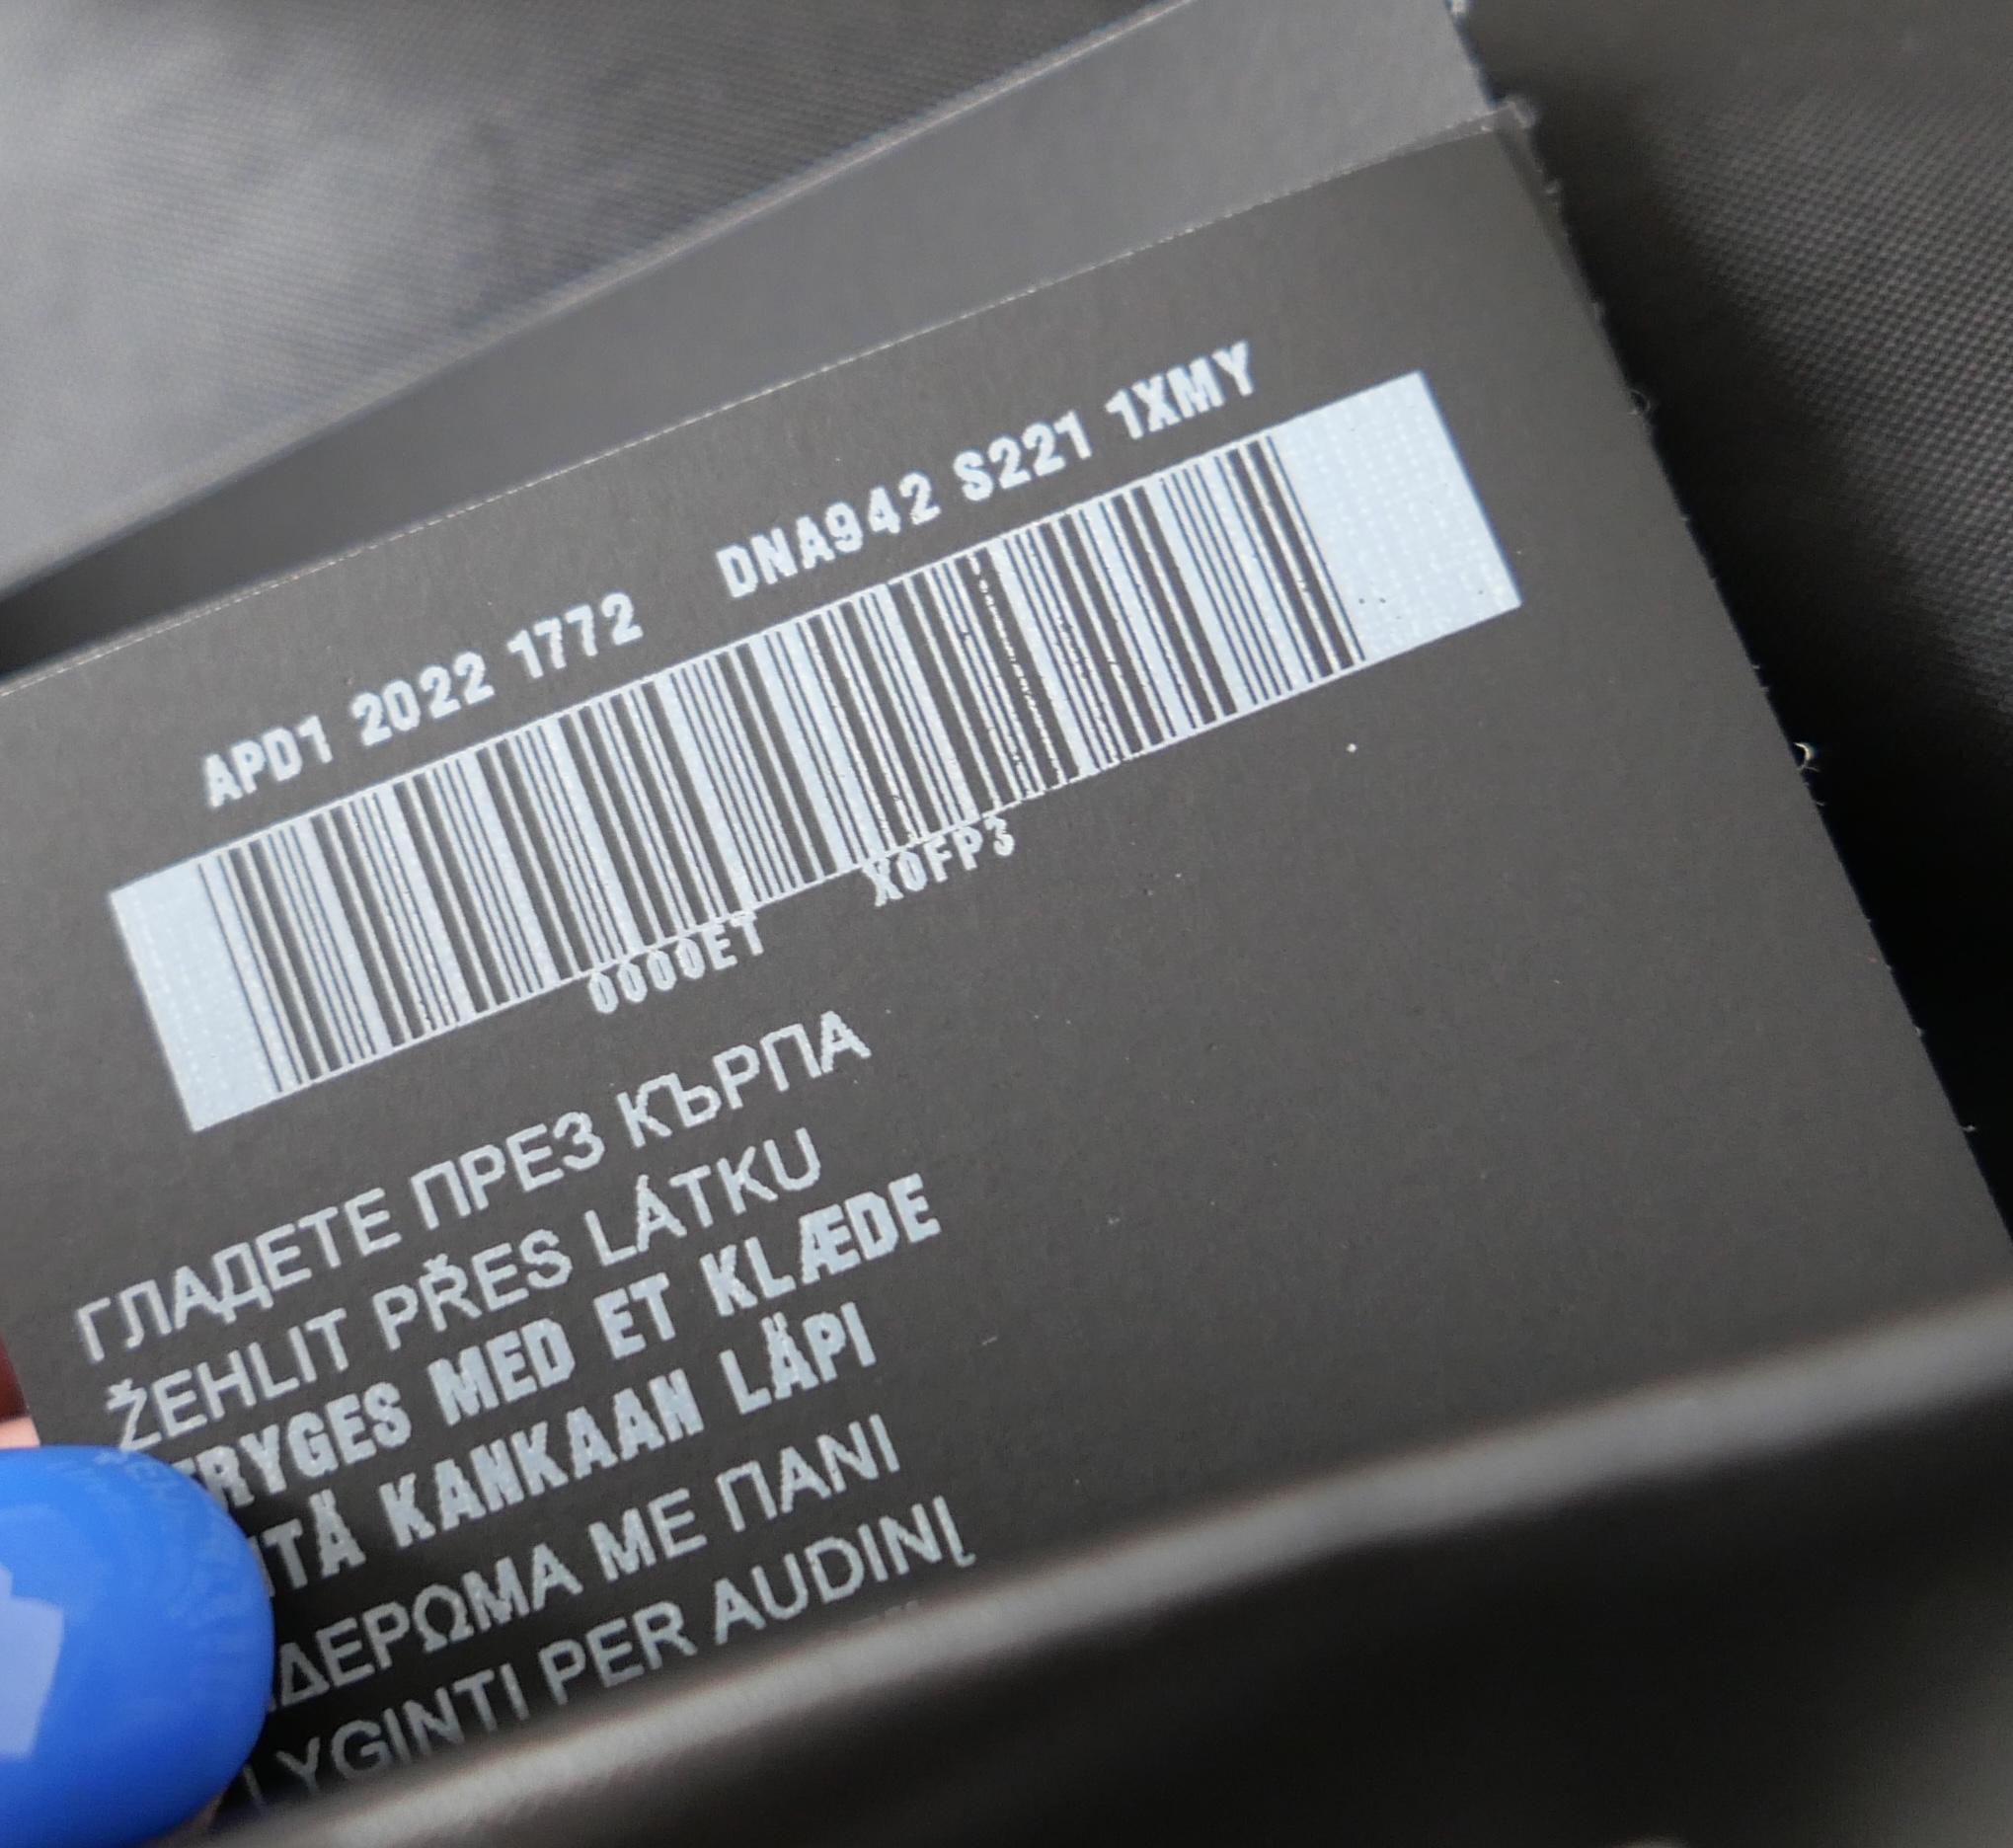 APD1 2022 1772 DNA942 S221 1XMY
0000ET X0FP3
ГЛАДЕТЕ ПРЕЗ КЪРПА
ŽEHLIT PŘES LÁTKU
MED ET KLÆDE
KANKAAN LÄPI
ΜΕ ΠΑΝΙ
LYGINTI PER AUDINĮ